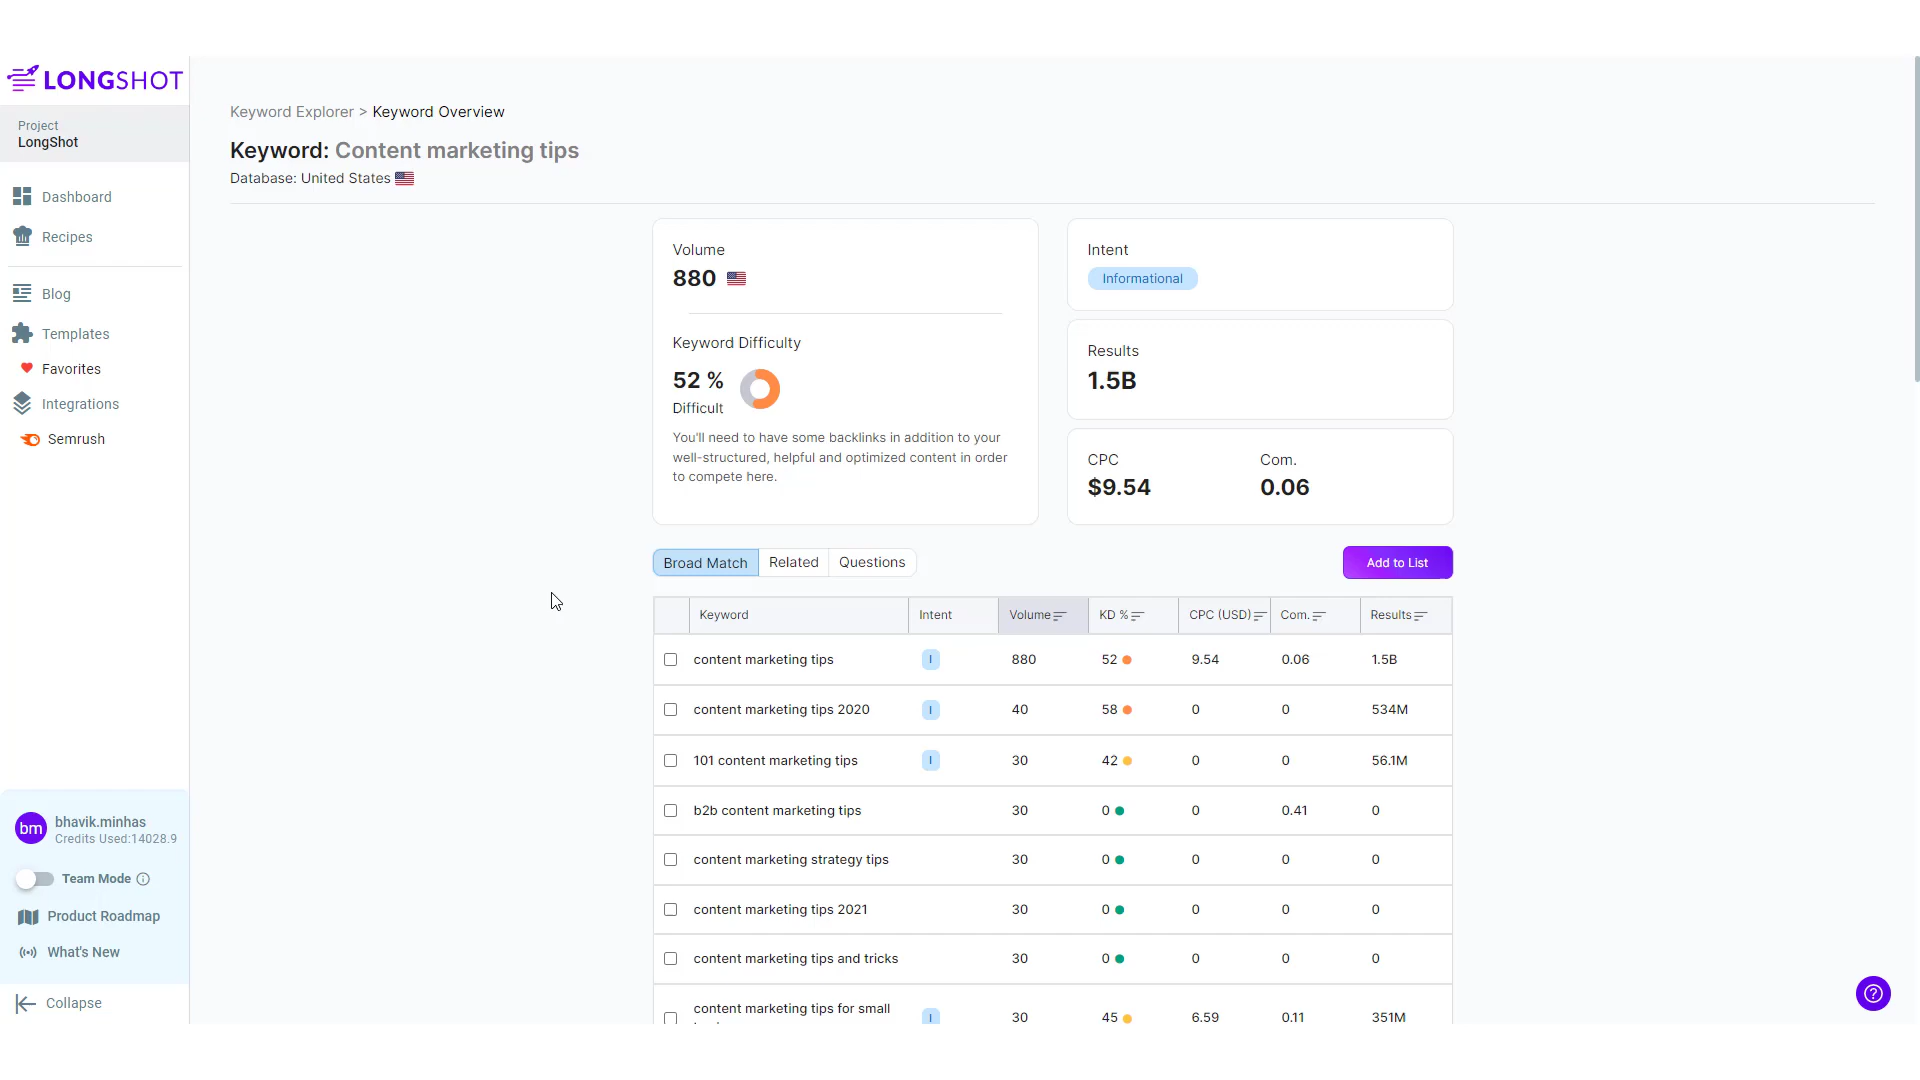 LONGSHOT
Project
LongShot
Dashboard
Recipes
Blog
Templates
Favorites
Integrations
Semrush
bm
bhavik.minhas
Credits Used:14028.9
Team Mode
Product Roadmap
What's New
Collapse
Keyword Explorer > Keyword Overview
Keyword: Content marketing tips
Database: United States
Volume
880
Keyword Difficulty
52 %
Difficult
You'll need to have some backlinks in addition to your
well-structured, helpful and optimized content in order
to compete here.
Intent
Informational
Results
1.5B
CPC Com.
$9.54 0.06
Broad Match Related Questions
Add to List
Keyword Intent Volume KD % CPC (USD) Com. Results
content marketing tips I 880 52 9.54 0.06 1.5B
content marketing tips 2020 I 40 58 0 0 534M
101 content marketing tips I 30 42 0 0 56.1M
b2b content marketing tips 30 0 0 0.41 0
content marketing strategy tips 30 0 0 0 0
content marketing tips 2021 30 0 0 0 0
content marketing tips and tricks 30 0 0 0 0
content marketing tips for small I 30 45 6.59 0.11 351M